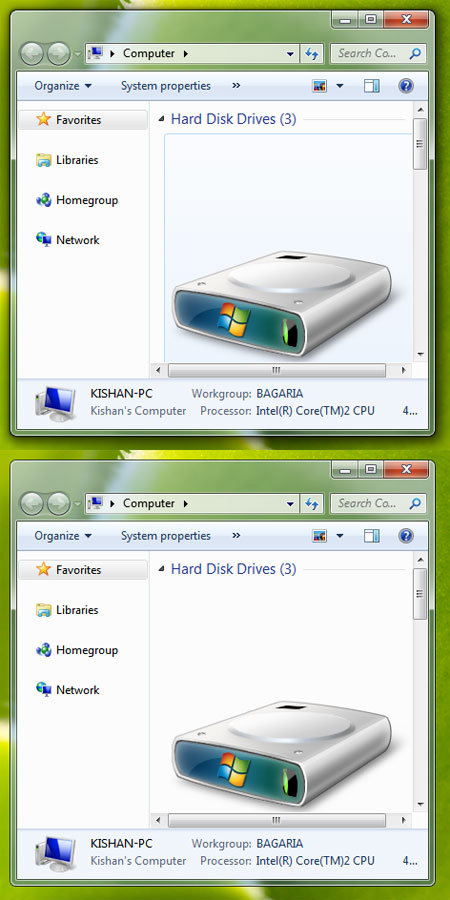 Computer
Search Co...
Organize System properties »
Favorites
Hard Disk Drives (3)
Libraries
Homegroup
Network
KISHAN-PC Workgroup: BAGARIA
Kishan's Computer Processor: Intel(R) Core(TM)2 CPU 4...
Computer
Search Co...
Organize System properties »
Favorites
Hard Disk Drives (3)
Libraries
Homegroup
Network
KISHAN-PC Workgroup: BAGARIA
Kishan's Computer Processor: Intel(R) Core(TM)2 CPU 4...